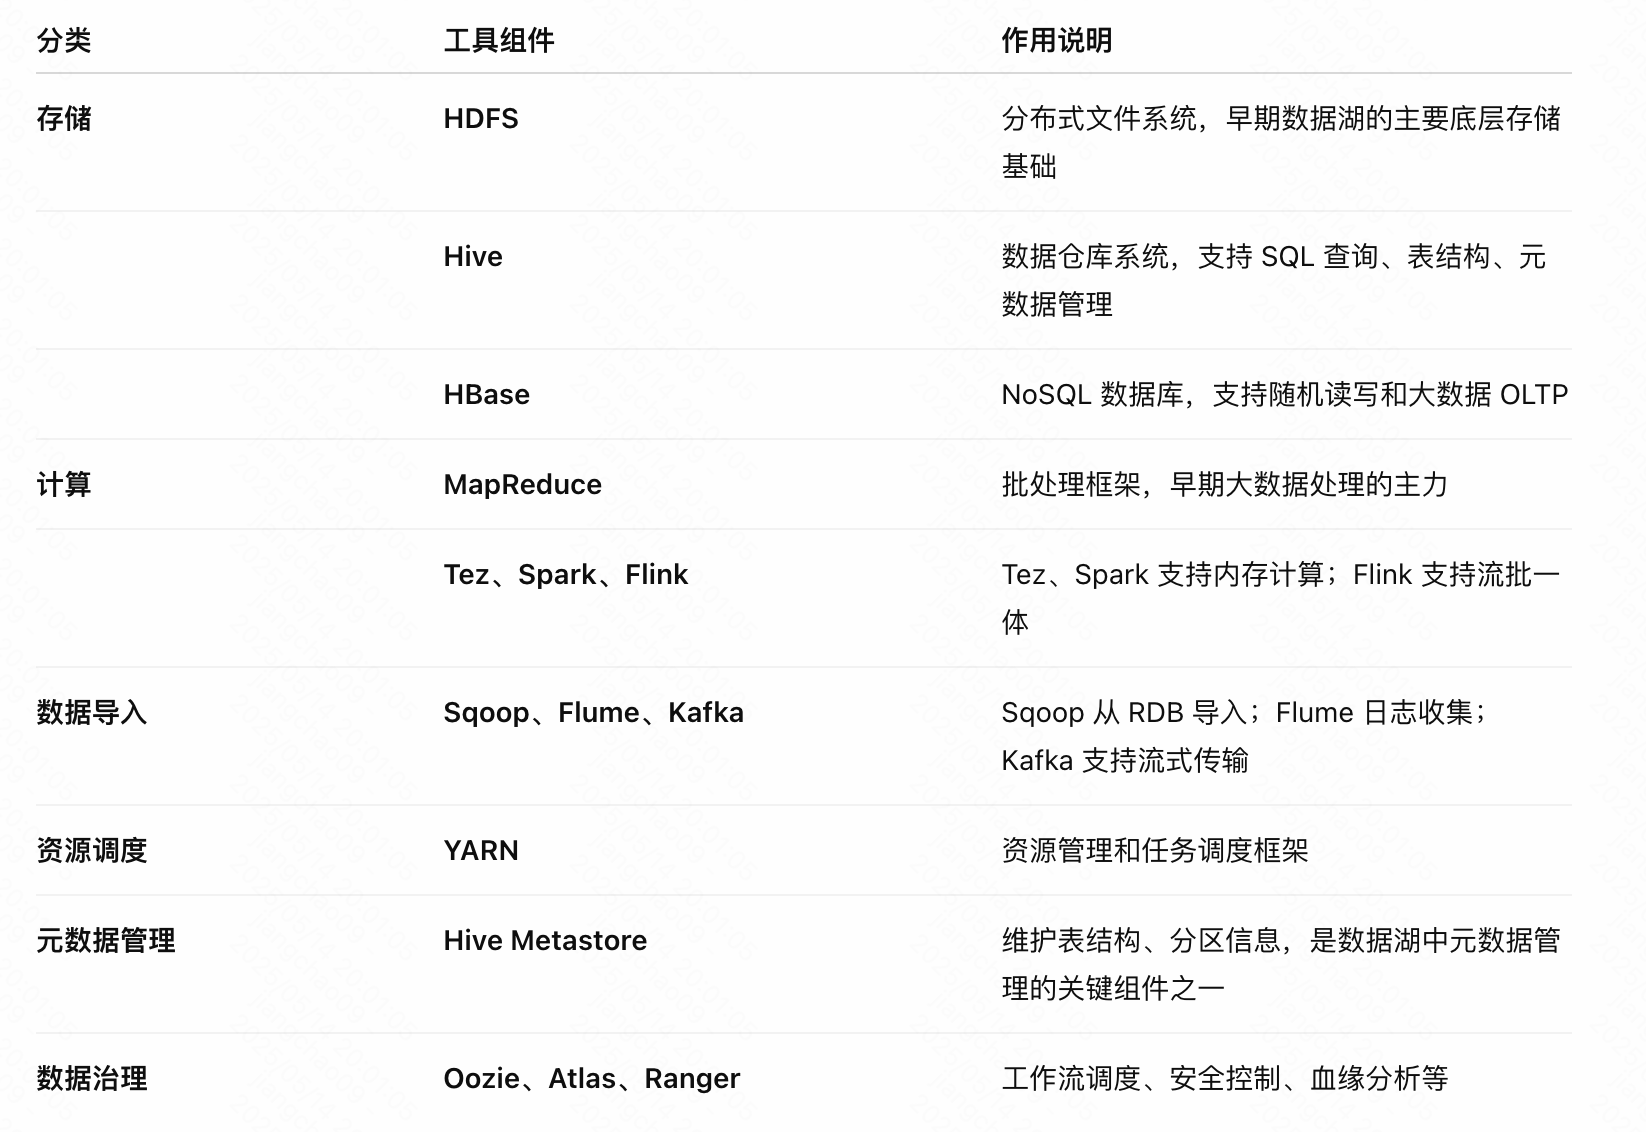 分类 工具组件 作用说明
存储 HDFS 分布式文件系统，早期数据湖的主要底层存储
基础
Hive 数据仓库系统，支持 SQL 查询、表结构、元
数据管理
HBase NoSQL 数据库，支持随机读写和大数据 OLTP
计算 MapReduce 批处理框架，早期大数据处理的主力
Tez、Spark、Flink Tez、Spark 支持内存计算；Flink 支持流批一
体
数据导入 Sqoop、Flume、Kafka Sqoop 从 RDB 导入；Flume 日志收集；
Kafka 支持流式传输
资源调度 YARN 资源管理和任务调度框架
元数据管理 Hive Metastore 维护表结构、分区信息，是数据湖中元数据管
理的关键组件之一
数据治理 Oozie、Atlas、Ranger 工作流调度、安全控制、血缘分析等